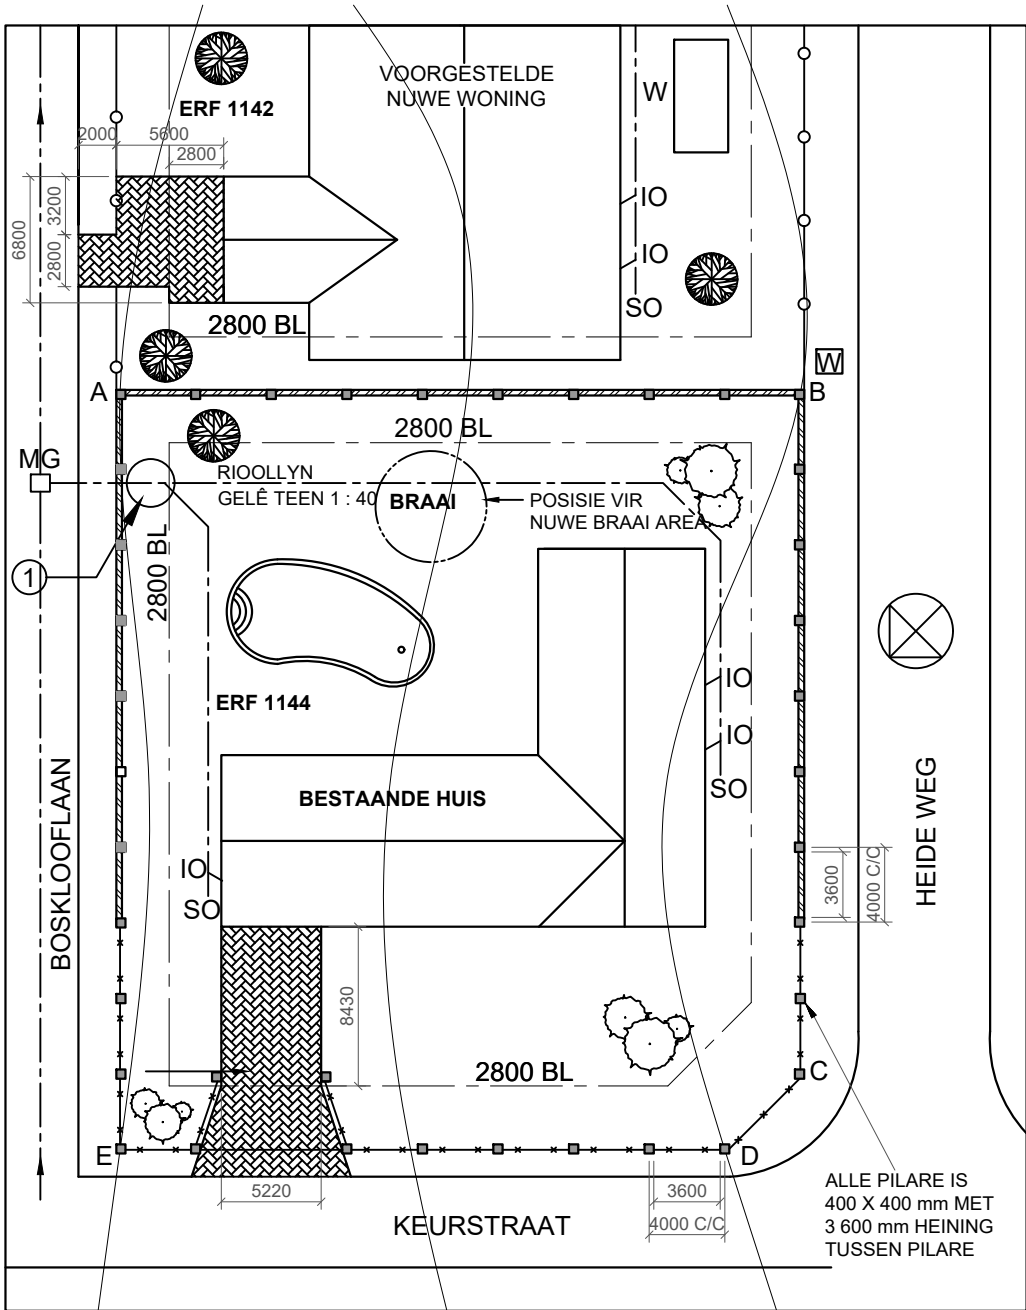 VOORGESTELDE
NUWE WONING
W
ERF 1142
2000
5600
2800
6800
3200
2800
IO
IO
SO
2800 BL
W
A
B
2800 BL
MG
RIOOLLYN
GELÊ TEEN 1 : 40
BRAAI
POSISIE VIR
NUWE BRAAI AREA
1
2800 BL
ERF 1144
IO
IO
SO
BESTAANDE HUIS
IO
SO
BOSKLOOFLAAN
HEIDE WEG
3600
4000 C/C
8430
2800 BL
C
E
D
5220
3600
4000 C/C
KEURSTRAAT
ALLE PILARE IS
400 X 400 mm MET
3 600 mm HEINING
TUSSEN PILARE